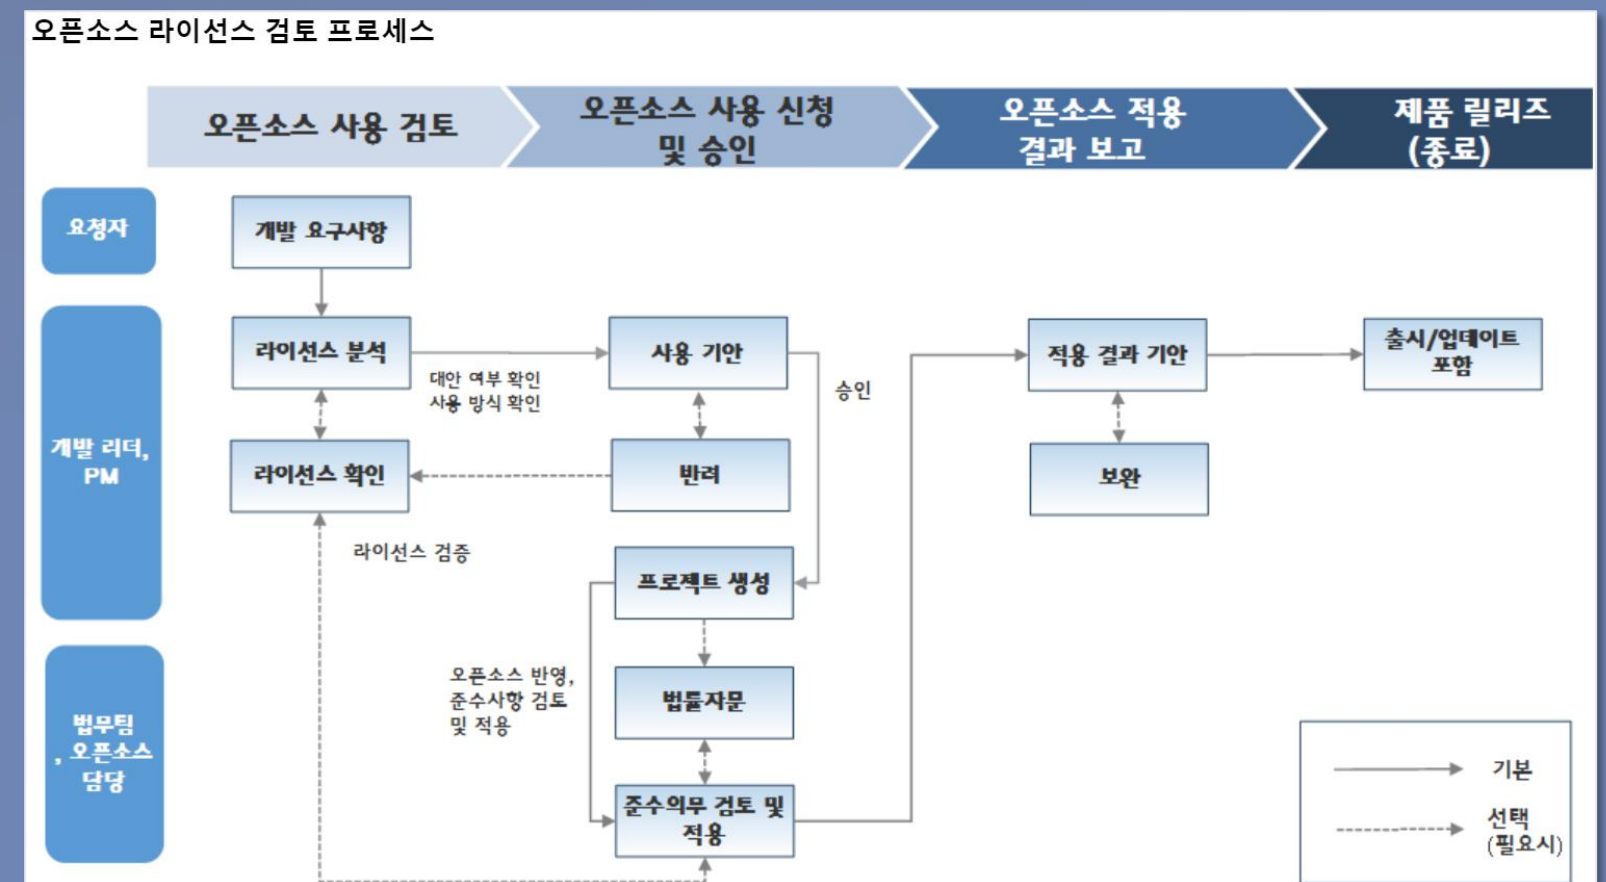 오픈소스 라이선스 검토 프로세스
오픈소스 사용 검토
오픈소스 사용 신청
및 승인
오픈소스 적용
결과 보고
제품 릴리즈
(종료)
요청자
개발 요구사항
개발 리더,
PM
라이선스 분석
사용 기안
적용 결과 기안
출시/업데이트
포함
대안 여부 확인
사용 방식 확인
승인
라이선스 확인
반려
보완
라이선스 검증
프로젝트 생성
법무팀
, 오픈소스
담당
오픈소스 반영,
준수사항 검토
및 적용
법률자문
준수의무 검토 및
적용
기본
선택
(필요시)